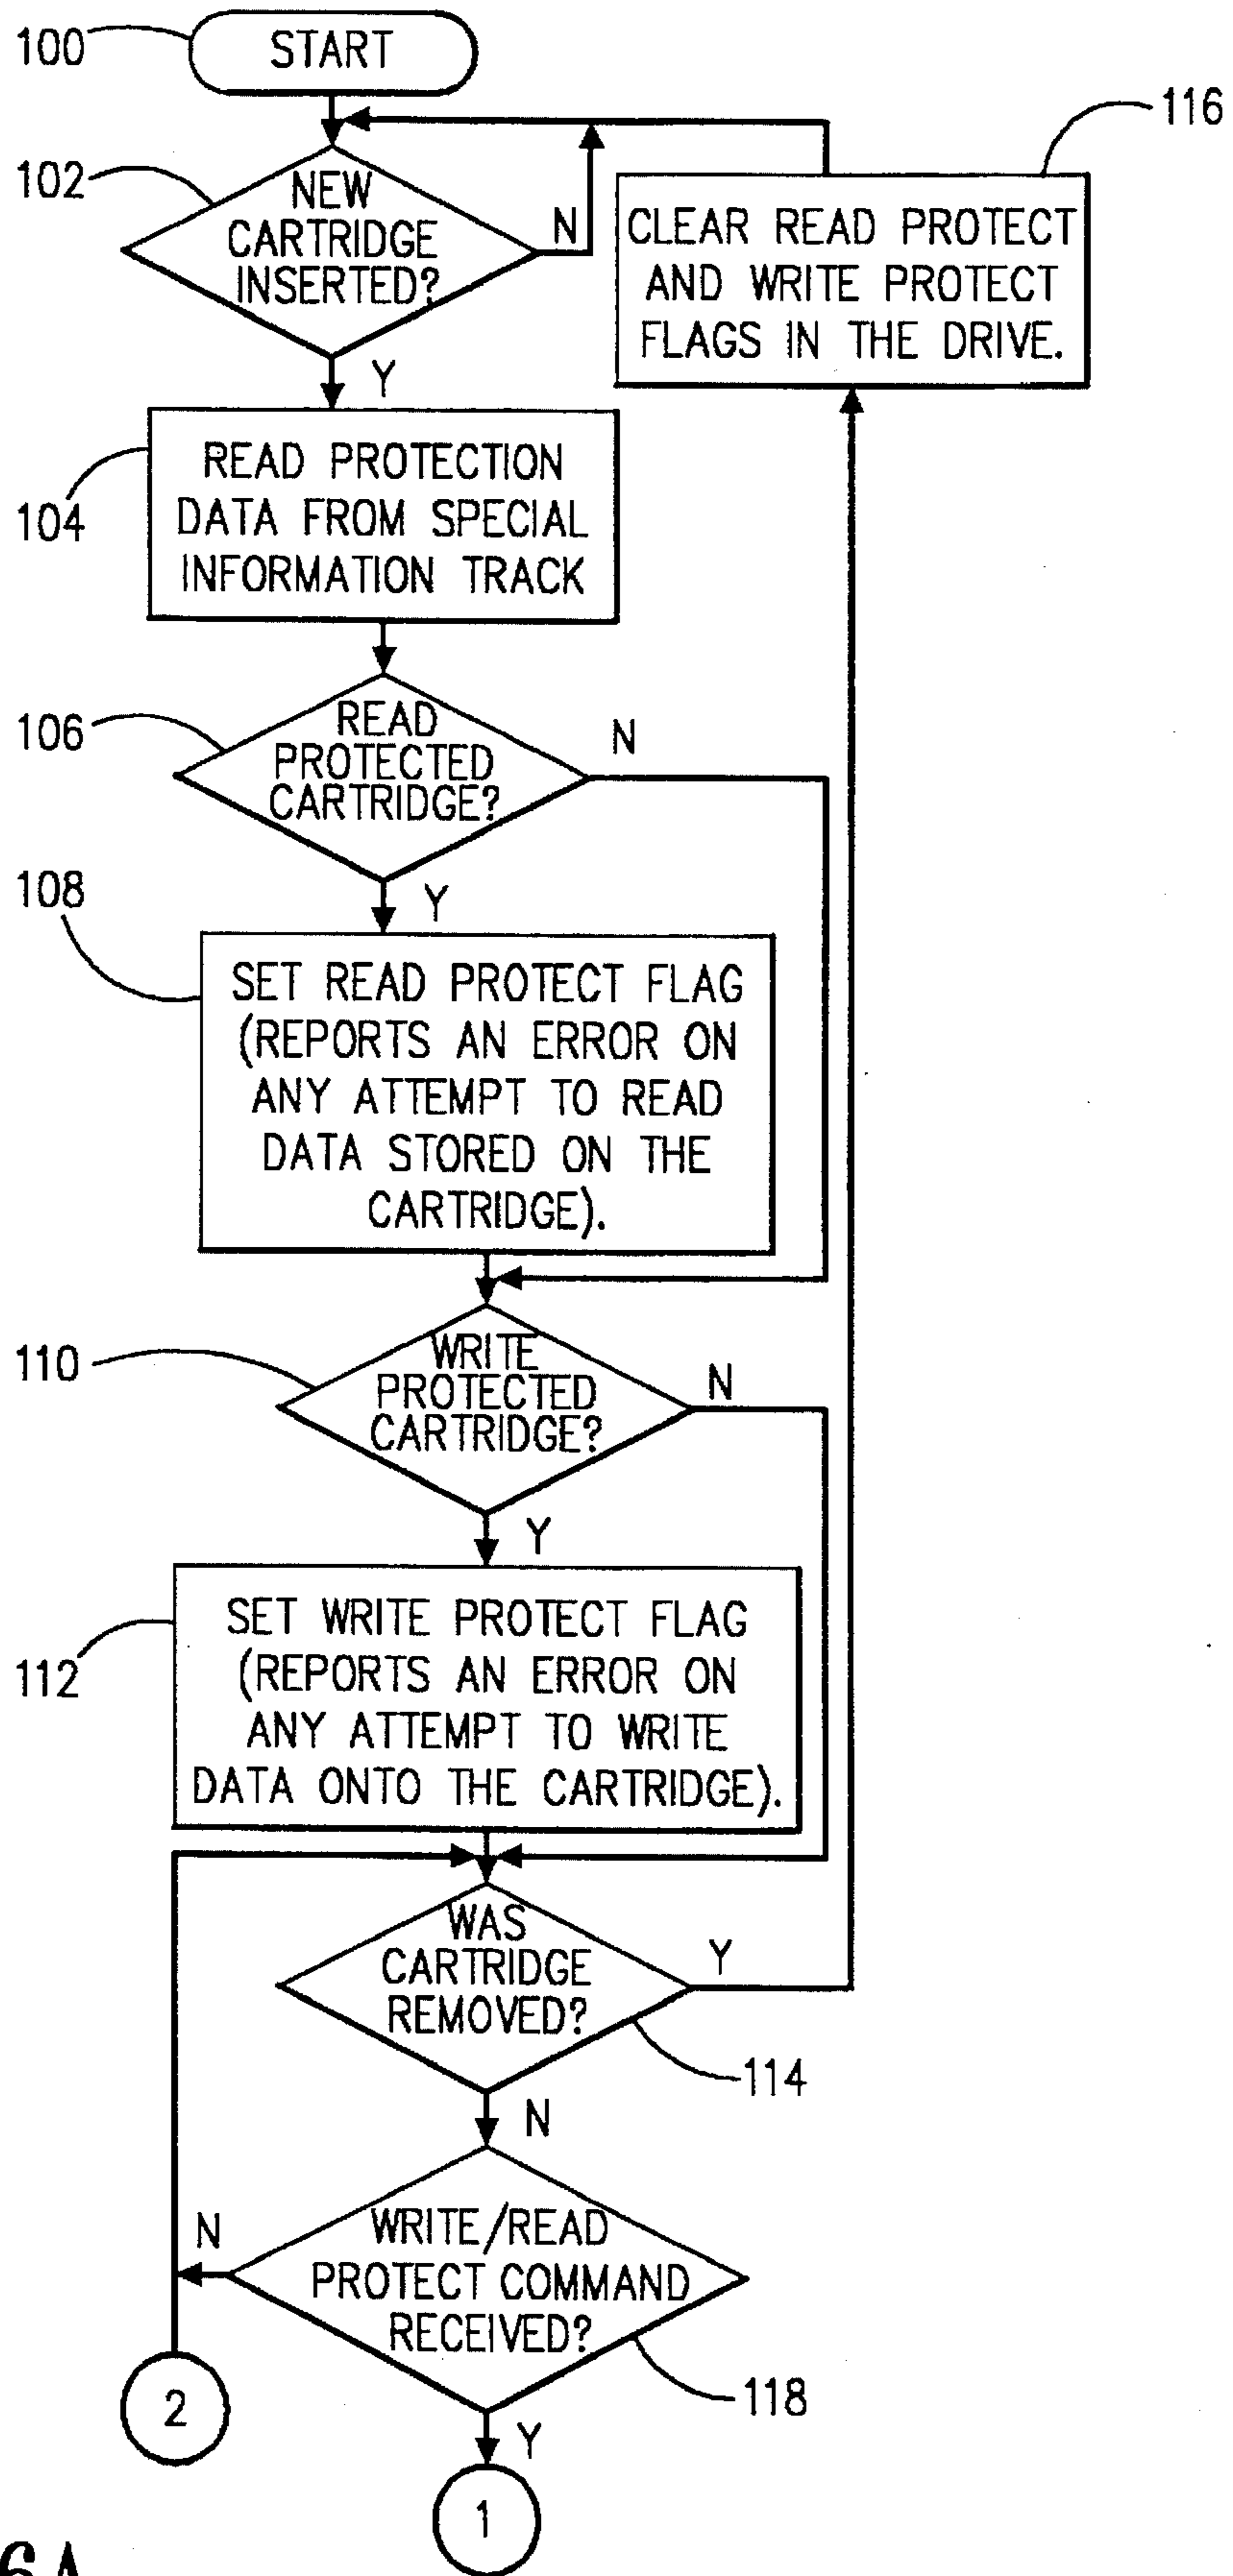 100
START
116
102
NEW
CARTRIDGE
INSERTED?
N
CLEAR READ PROTECT
AND WRITE PROTECT
FLAGS IN THE DRIVE.
Y
104
READ PROTECTION
DATA FROM SPECIAL
INFORMATION TRACK
106
READ
PROTECTED
CARTRIDGE?
N
Y
108
SET READ PROTECT FLAG
(REPORTS AN ERROR ON
ANY ATTEMPT TO READ
DATA STORED ON THE
CARTRIDGE).
110
WRITE
PROTECTED
CARTRIDGE?
N
Y
112
SET WRITE PROTECT FLAG
(REPORTS AN ERROR ON
ANY ATTEMPT TO WRITE
DATA ONTO THE CARTRIDGE).
WAS
CARTRIDGE
REMOVED?
Y
114
N
WRITE/READ
PROTECT COMMAND
RECEIVED?
N
118
2
Y
1
6A